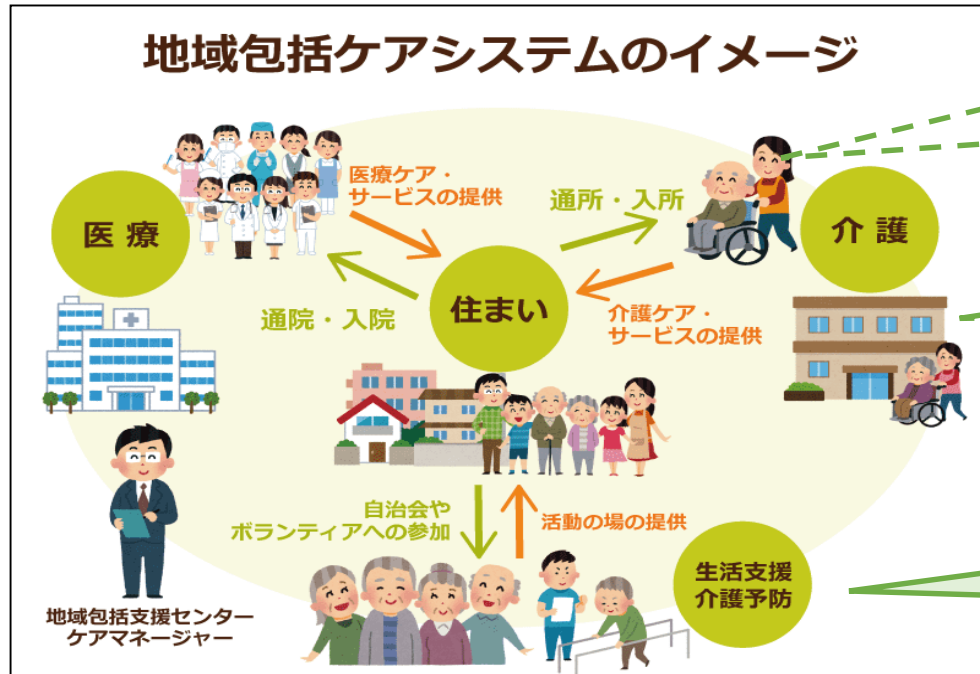 地域包括ケアシステムのイメージ
医療ケア・
サービスの提供
通所・入所
医 療
介 護
住まい
通院・入院
介護ケア・
サービスの提供
自治会や
ボランティアへの参加
活動の場の提供
生活支援
介護予防
地域包括支援センター
ケアマネージャー